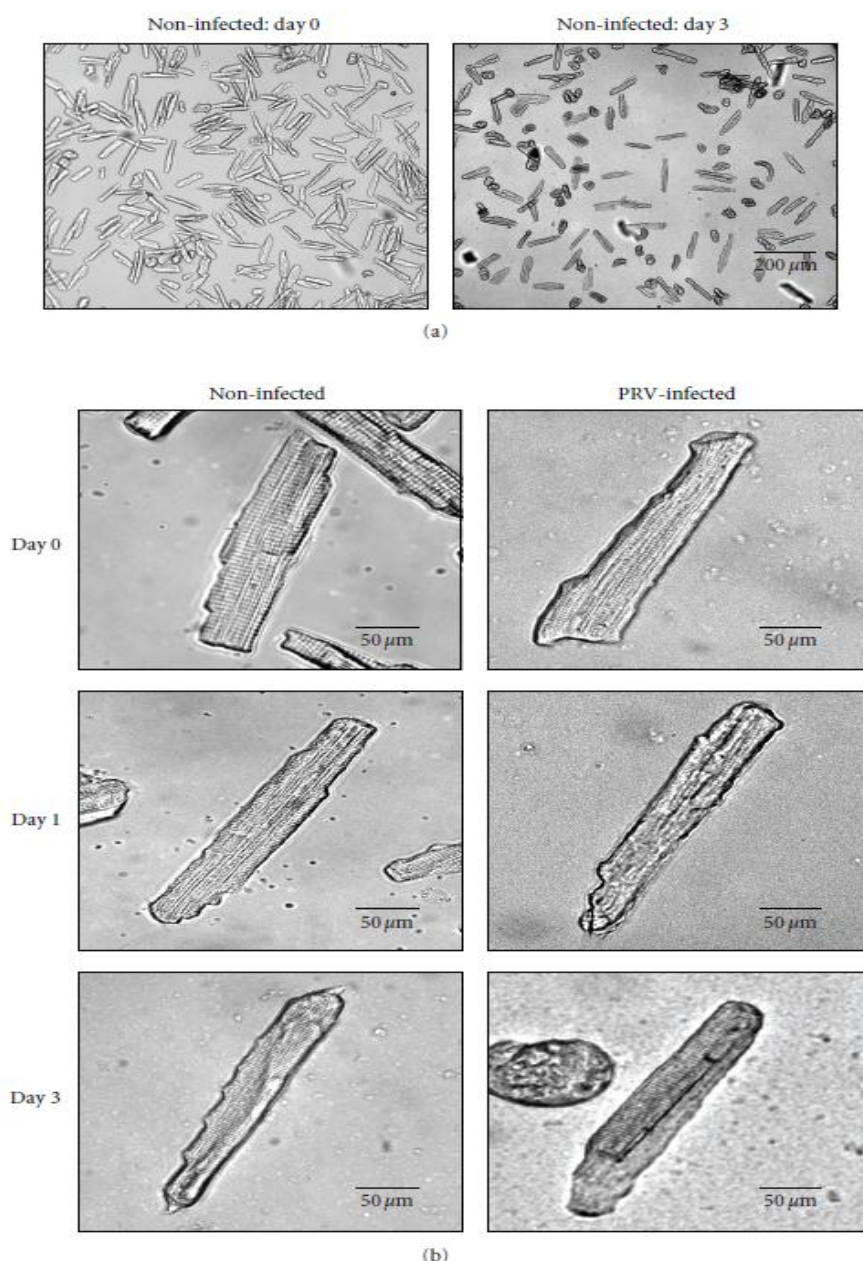 Non-infected: day 0
Non-infected: day 3
200 µm
(a)
Non-infected
PRV-infected
Day 0
50 µm
50 µm
Day 1
50 µm
50 µm
Day 3
50 µm
50 µm
(b)